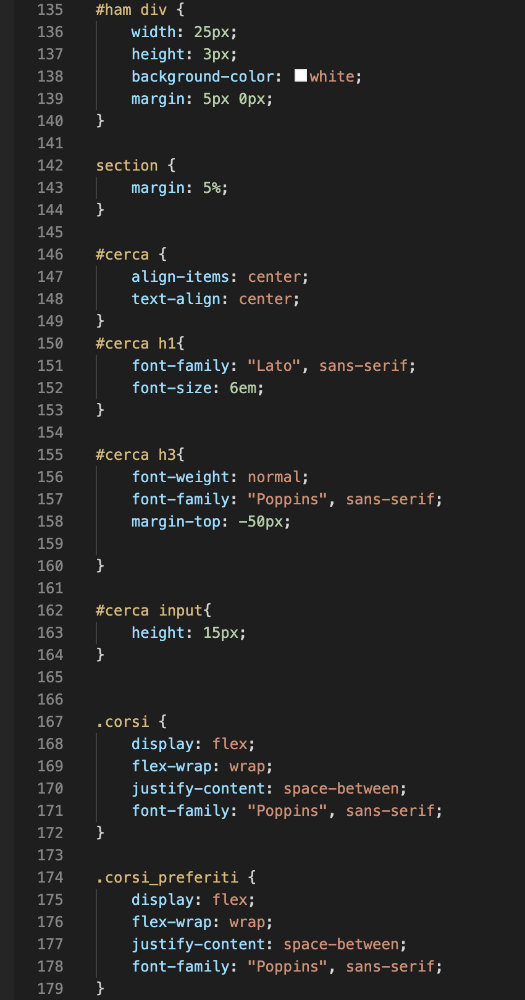 135 #ham div {
136     width: 25px;
137     height: 3px;
138     background-color: white;
139     margin: 5px 0px;
140 }
141
142 section {
143     margin: 5%;
144 }
145
146 #cerca {
147     align-items: center;
148     text-align: center;
149 }
150 #cerca h1{
151     font-family: "Lato", sans-serif;
152     font-size: 6em;
153 }
154
155 #cerca h3{
156     font-weight: normal;
157     font-family: "Poppins", sans-serif;
158     margin-top: -50px;
159
160 }
161
162 #cerca input{
163     height: 15px;
164 }
165
166
167 .corsi {
168     display: flex;
169     flex-wrap: wrap;
170     justify-content: space-between;
171     font-family: "Poppins", sans-serif;
172 }
173
174 .corsi_preferiti {
175     display: flex;
176     flex-wrap: wrap;
177     justify-content: space-between;
178     font-family: "Poppins", sans-serif;
179 }